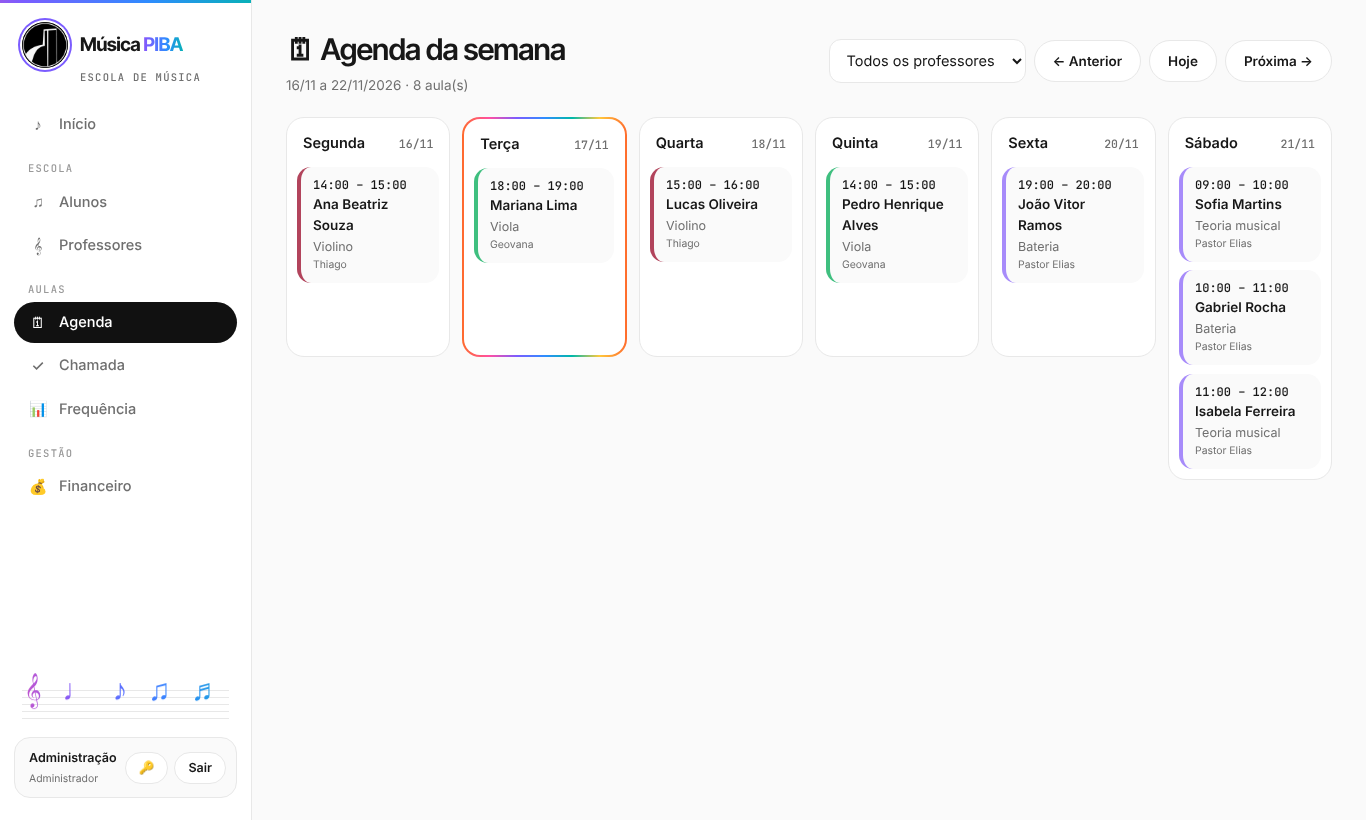 Música PIBA
ESCOLA DE MÚSICA
Início
ESCOLA
Alunos
Professores
AULAS
Agenda
Chamada
Frequência
GESTÃO
Financeiro
Administração
Administrador
Sair
Agenda da semana
16/11 a 22/11/2026 · 8 aula(s)
Todos os professores
← Anterior
Hoje
Próxima →
Segunda 16/11
14:00 – 15:00
Ana Beatriz
Souza
Violino
Thiago
Terça 17/11
18:00 – 19:00
Mariana Lima
Viola
Geovana
Quarta 18/11
15:00 – 16:00
Lucas Oliveira
Violino
Thiago
Quinta 19/11
14:00 – 15:00
Pedro Henrique
Alves
Viola
Geovana
Sexta 20/11
19:00 – 20:00
João Vitor
Ramos
Bateria
Pastor Elias
Sábado 21/11
09:00 – 10:00
Sofia Martins
Teoria musical
Pastor Elias
10:00 – 11:00
Gabriel Rocha
Bateria
Pastor Elias
11:00 – 12:00
Isabela Ferreira
Teoria musical
Pastor Elias